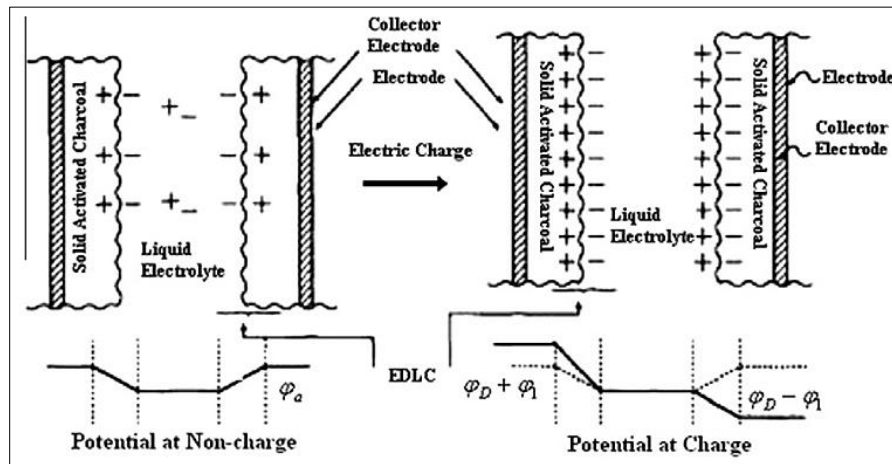 Collector
Electrode
Electrode
Electric Charge
Solid Activated Charcoal
Liquid
Electrolyte
Solid Activated Charcoal
Liquid
Electrolyte
Solid Activated Charcoal
Electrode
Collector
Electrode
EDLC
φa
Potential at Non-charge
φD + φ1
φD − φ1
Potential at Charge